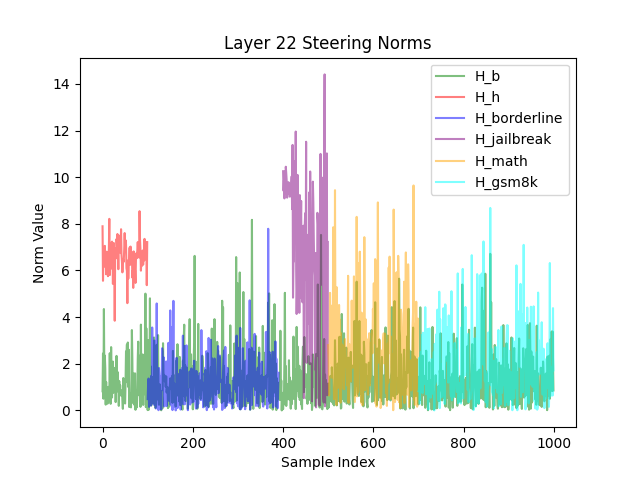 Layer 22 Steering Norms
Norm Value
14
12
10
8
6
4
2
0
H_b
H_h
H_borderline
H_jailbreak
H_math
H_gsm8k
0 200 400 600 800 1000
Sample Index